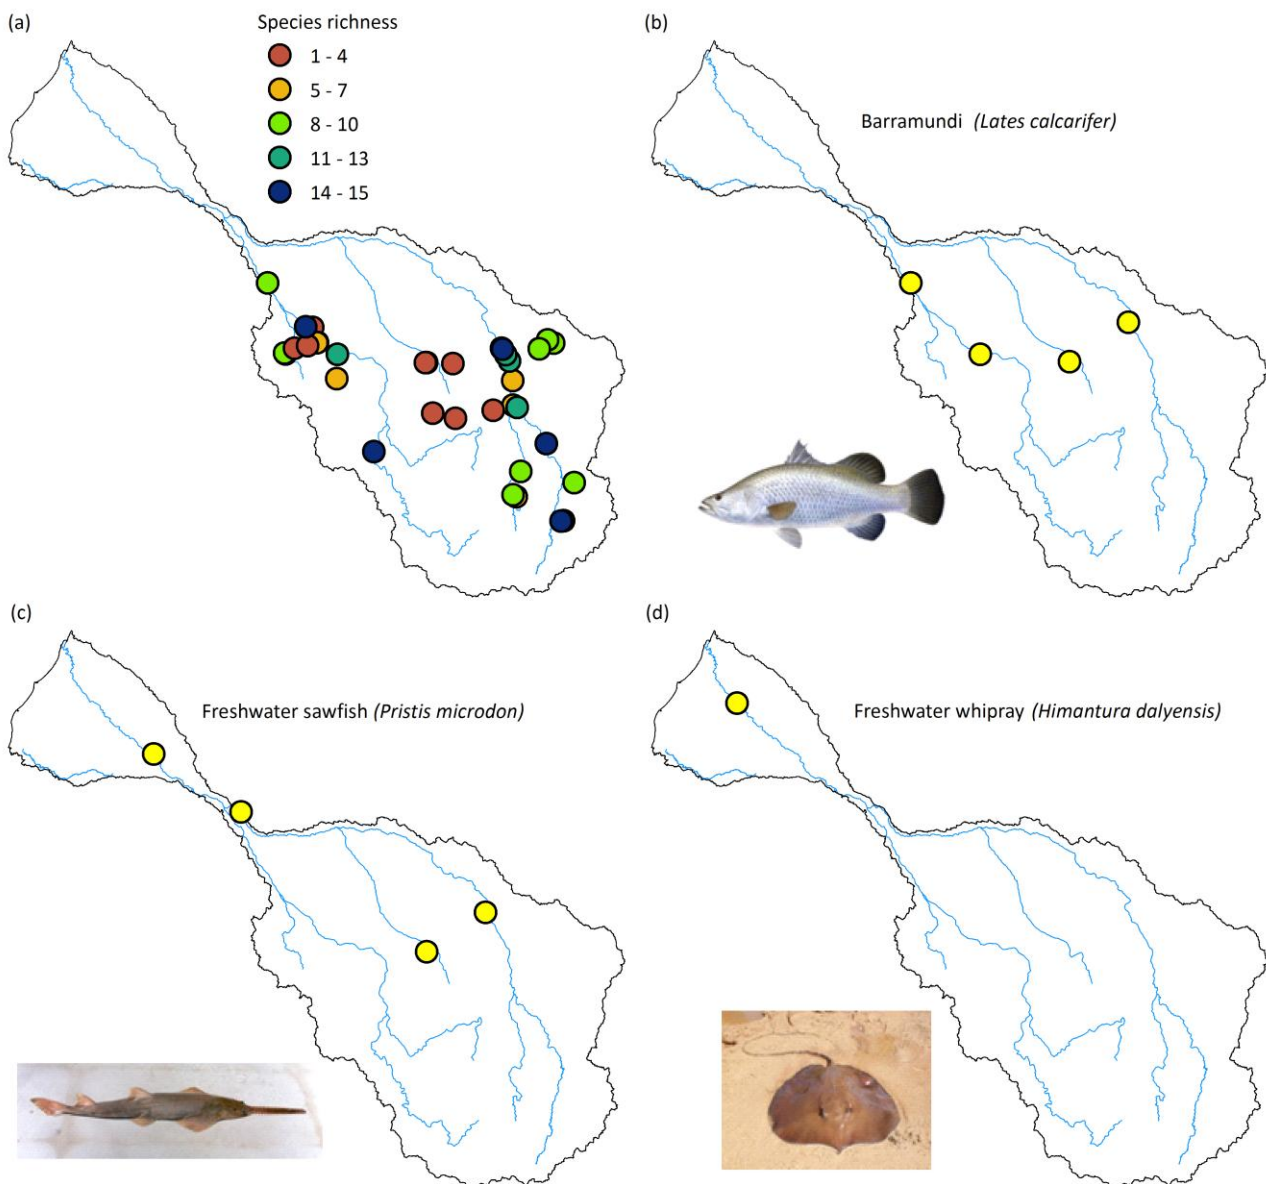 (a)
Species richness
1 - 4
5 - 7
8 - 10
11 - 13
14 - 15
(b)
Barramundi (Lates calcarifer)
(c)
Freshwater sawfish (Pristis microdon)
(d)
Freshwater whipray (Himantura dalyensis)